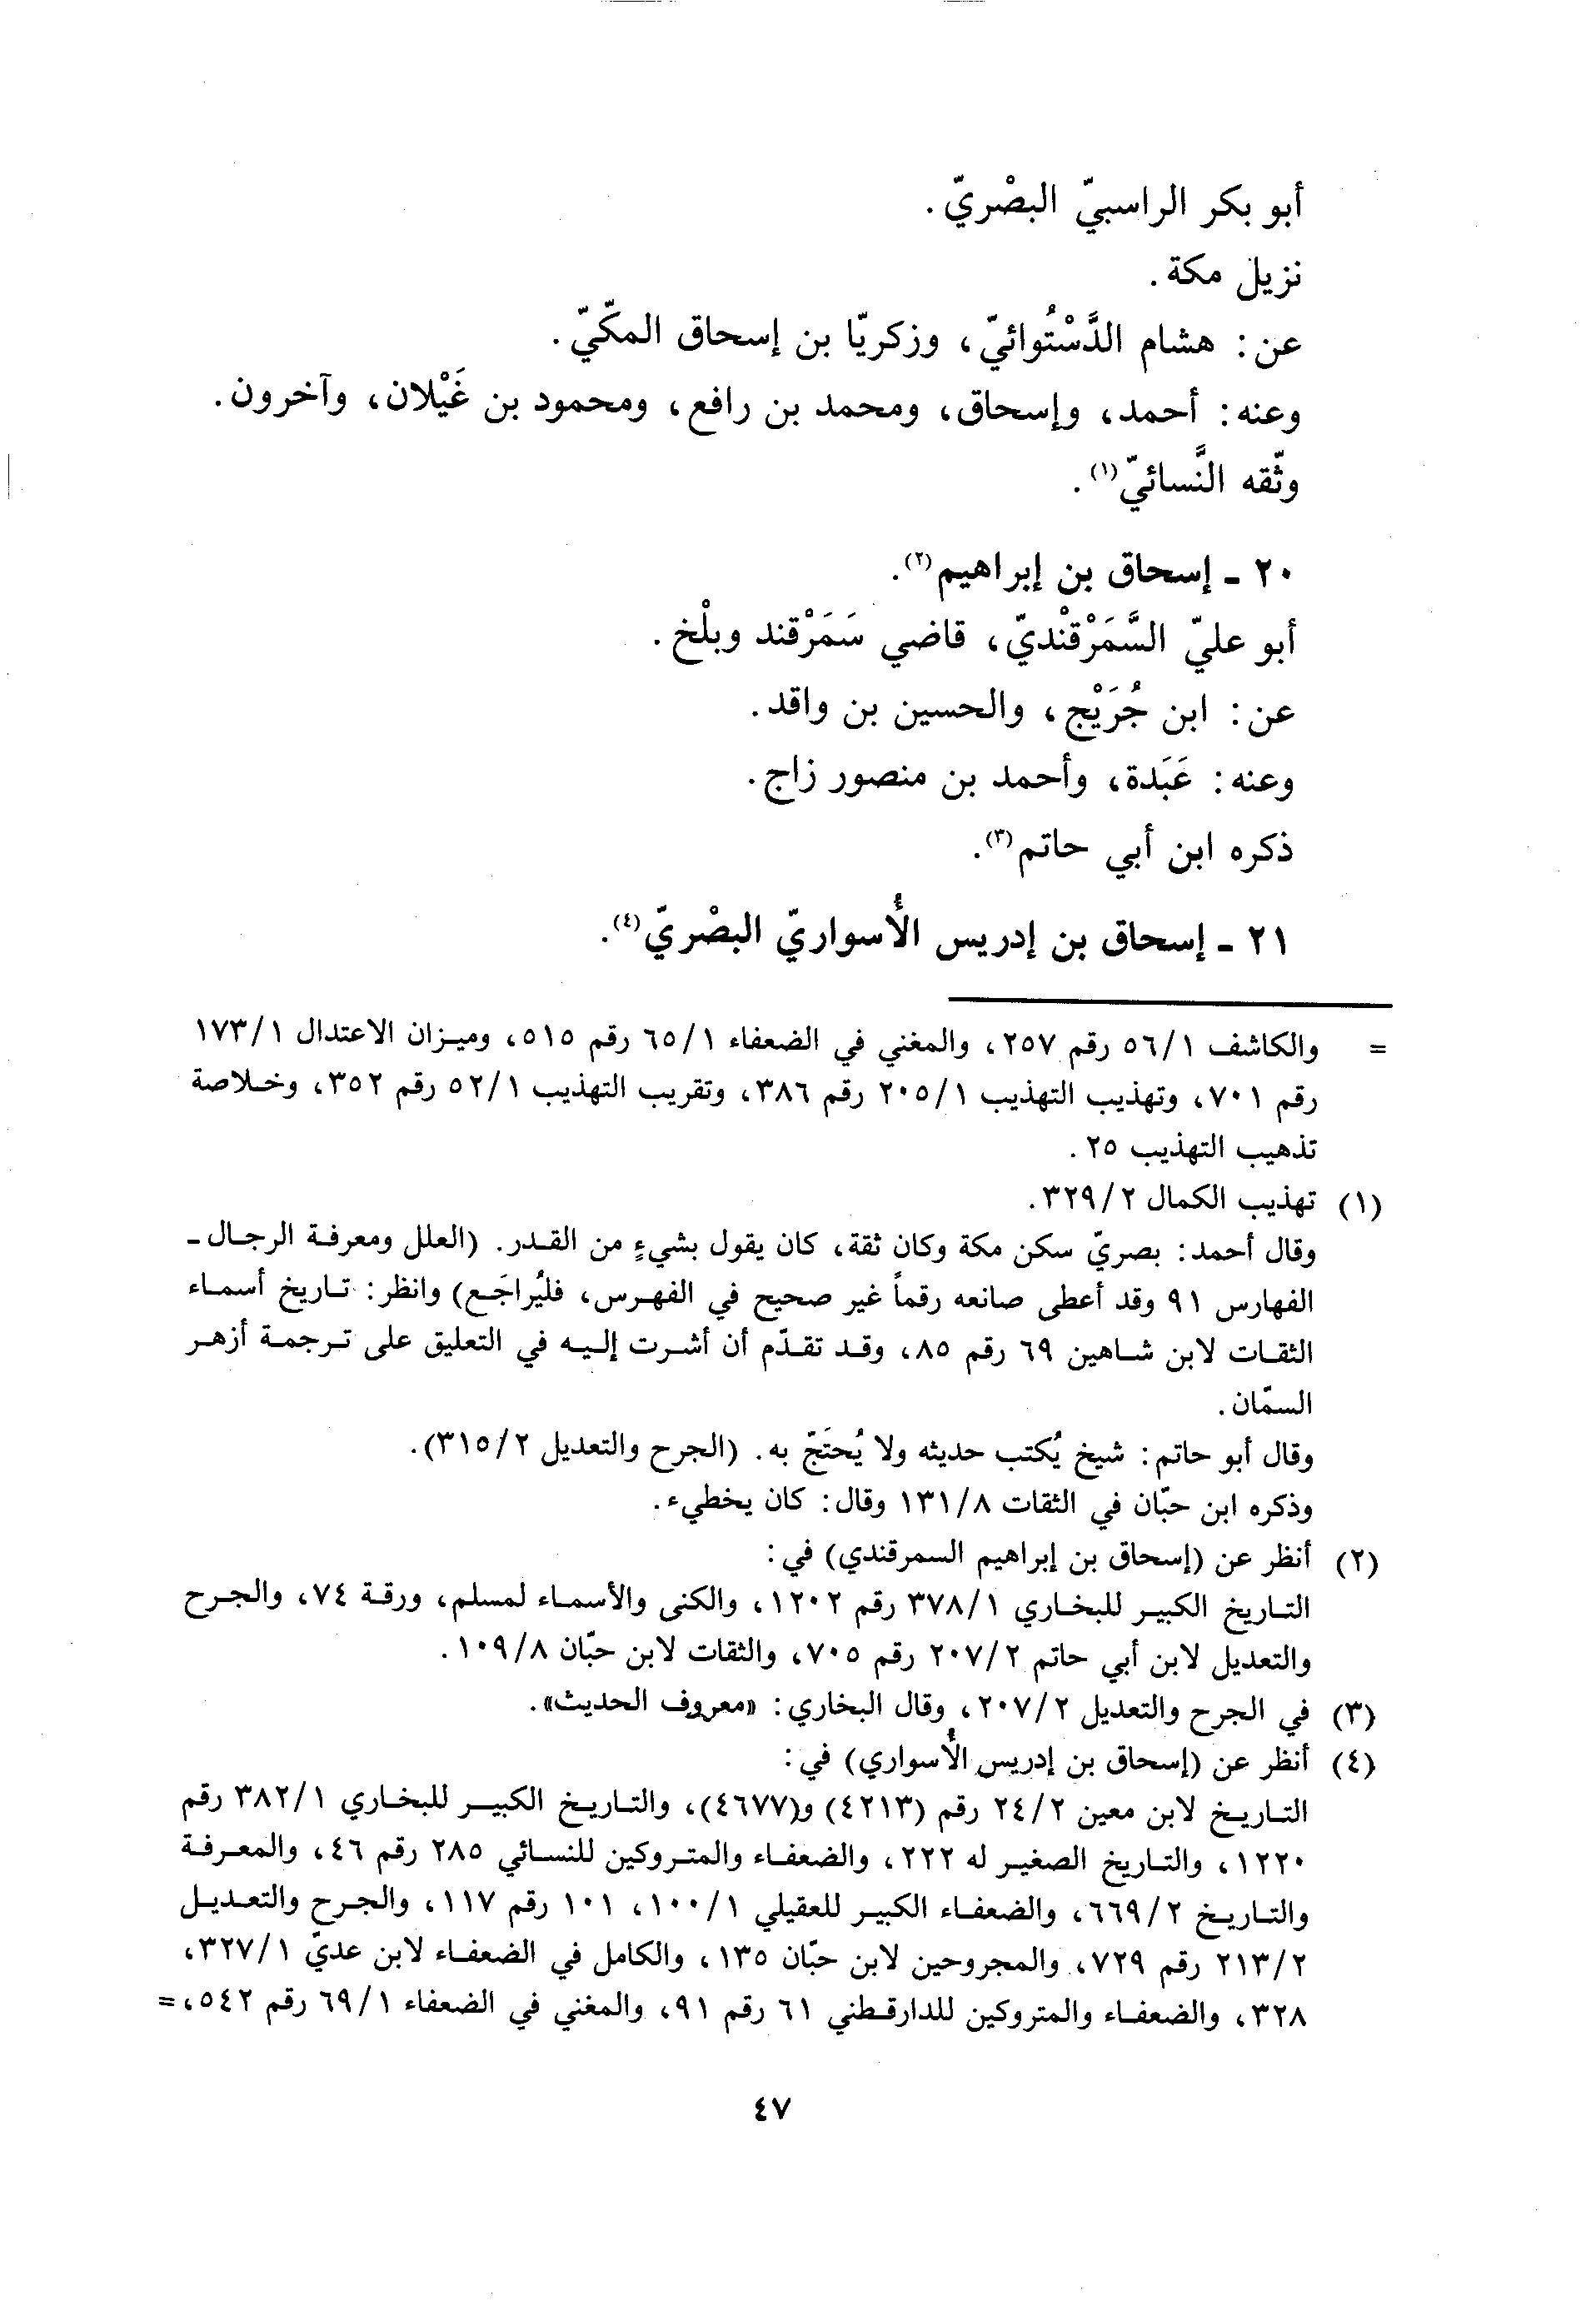 أبو بكر الراسبيّ البصْريّ.
نزيل مكة.
عن: هشام الدَّسْتُوائيّ، وزكريّا بن إسحاق المكّيّ.
وعنه: أحمد، وإسحاق، ومحمد بن رافع، ومحمود بن غَيْلان، وآخرون.
وثّقه النَّسائيّ(١).
٢٠ - إسحاق بن إبراهيم(٢).
أبو عليّ السَّمَرْقنْديّ، قاضي سَمَرْقند وبلْخ.
عن: ابن جُرَيْج، والحسين بن واقد.
وعنه: عَبَدة، وأحمد بن منصور زاج.
ذكره ابن أبي حاتم(٣).
٢١ - إسحاق بن إدريس الأُسواريّ البصْريّ(٤).
= والكاشف ٥٦/١ رقم ٢٥٧، والمغني في الضعفاء ٦٥/١ رقم ٥١٥، وميزان الاعتدال ١٧٣/١
رقم ٧٠١، وتهذيب التهذيب ٢٠٥/١ رقم ٣٨٦، وتقريب التهذيب ٥٢/١ رقم ٣٥٢، وخلاصة
تذهيب التهذيب ٢٥.
(١) تهذيب الكمال ٣٢٩/٢.
وقال أحمد: بصريّ سكن مكة وكان ثقة، كان يقول بشيءٍ من القدر. (العلل ومعرفة الرجال -
الفهارس ٩١ وقد أعطى صانعه رقماً غير صحيح في الفهرس، فليُراجَع) وانظر: تاريخ أسماء
الثقات لابن شاهين ٦٩ رقم ٨٥، وقد تقدّم أن أشرت إليه في التعليق على ترجمة أزهر
السمّان.
وقال أبو حاتم: شيخ يُكتب حديثه ولا يُحتَجّ به. (الجرح والتعديل ٣١٥/٢).
وذكره ابن حبّان في الثقات ١٣١/٨ وقال: كان يخطيء.
(٢) أنظر عن (إسحاق بن إبراهيم السمرقندي) في:
التاريخ الكبير للبخاري ٣٧٨/١ رقم ١٢٠٢، والكنى والأسماء لمسلم، ورقة ٧٤، والجرح
والتعديل لابن أبي حاتم ٢٠٧/٢ رقم ٧٠٥، والثقات لابن حبّان ١٠٩/٨.
(٣) في الجرح والتعديل ٢٠٧/٢، وقال البخاري: «معروف الحديث».
(٤) أنظر عن (إسحاق بن إدريس الأُسواري) في:
التاريخ لابن معين ٢٤/٢ رقم (٤٢١٣) و(٤٦٧٧)، والتاريخ الكبير للبخاري ٣٨٢/١ رقم
١٢٢٠، والتاريخ الصغير له ٢٢٢، والضعفاء والمتروكين للنسائي ٢٨٥ رقم ٤٦، والمعرفة
والتاريخ ٦٦٩/٢، والضعفاء الكبير للعقيلي ١٠٠/١، ١٠١ رقم ١١٧، والجرح والتعديل
٢١٣/٢ رقم ٧٢٩، والمجروحين لابن حبّان ١٣٥، والكامل في الضعفاء لابن عديّ ٣٢٧/١،
٣٢٨، والضعفاء والمتروكين للدارقطني ٦١ رقم ٩١، والمغني في الضعفاء ٦٩/١ رقم ٥٤٢، =
٤٧